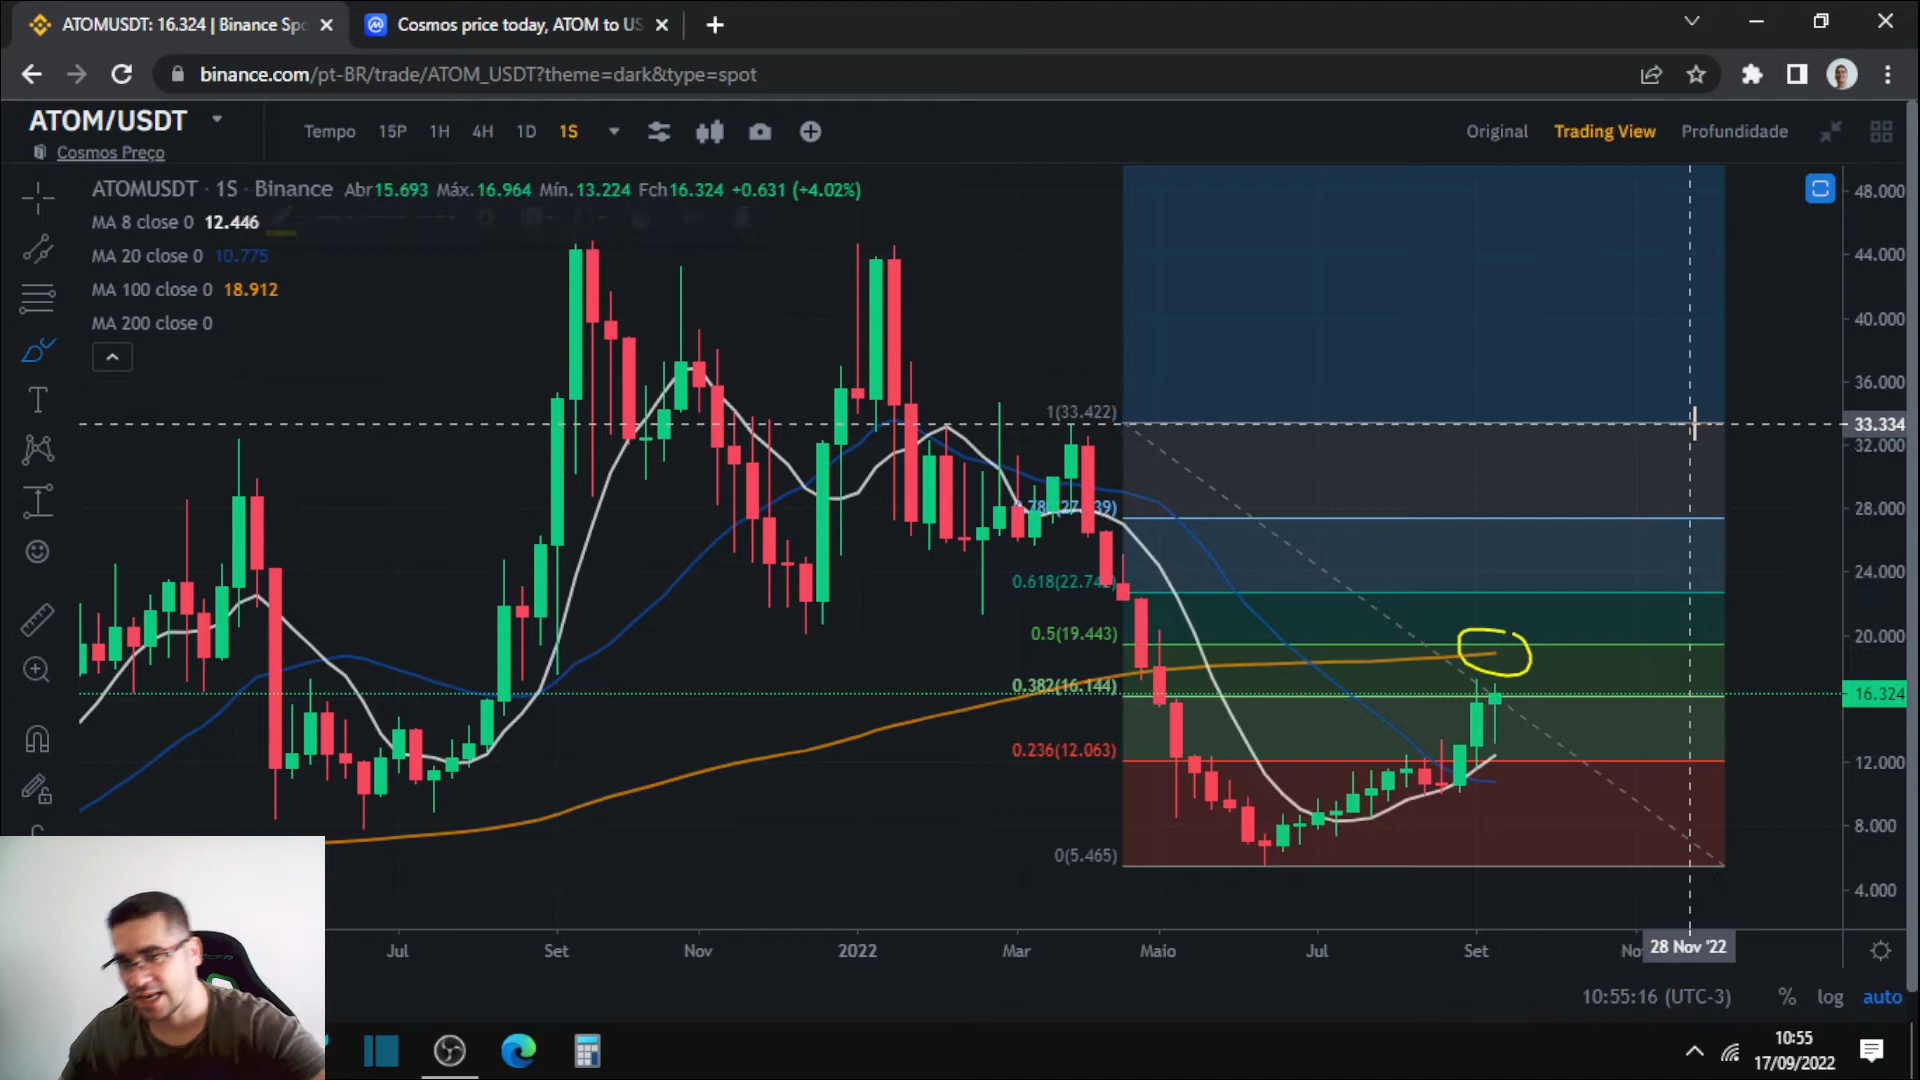 ATOMUSDT: 16.324 | Binance Spo
Cosmos price today, ATOM to US
binance.com/pt-BR/trade/ATOM_USDT?theme=dark&type=spot
ATOM/USDT
Cosmos Preço
Tempo 15P 1H 4H 1D 1S
Original Trading View Profundidade
ATOMUSDT · 1S · Binance Abr15.693 Máx.16.964 Mín.13.224 Fch16.324 +0.631 (+4.02%)
MA 8 close 0 12.446
MA 20 close 0 10.775
MA 100 close 0 18.912
MA 200 close 0
48.000
44.000
40.000
36.000
33.334
32.000
28.000
24.000
20.000
16.324
12.000
8.000
4.000
1(33.422)
0.618(22.742)
0.5(19.443)
0.382(16.144)
0.236(12.063)
0(5.465)
Jul Set Nov 2022 Mar Maio Jul Set No 28 Nov '22
10:55:16 (UTC-3) % log auto
10:55
17/09/2022